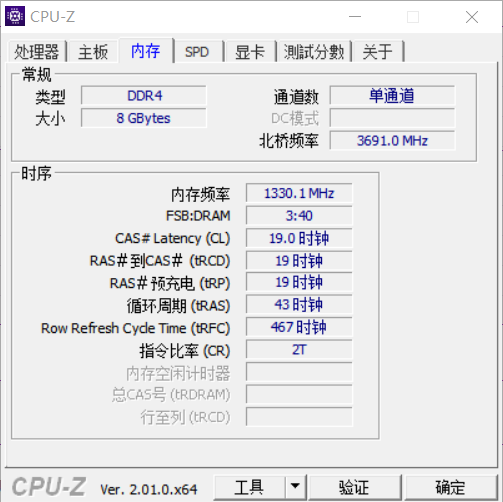 CPU-Z
处理器 主板 内存 SPD 显卡 測試分數 关于
常规
类型 DDR4 通道数 单通道
大小 8 GBytes DC模式
北桥频率 3691.0 MHz
时序
内存频率 1330.1 MHz
FSB:DRAM 3:40
CAS# Latency (CL) 19.0 时钟
RAS#到CAS# (tRCD) 19 时钟
RAS#预充电 (tRP) 19 时钟
循环周期 (tRAS) 43 时钟
Row Refresh Cycle Time (tRFC) 467 时钟
指令比率 (CR) 2T
内存空闲计时器
总CAS号 (tRDRAM)
行至列 (tRCD)
CPU-Z Ver. 2.01.0.x64 工具 验证 确定